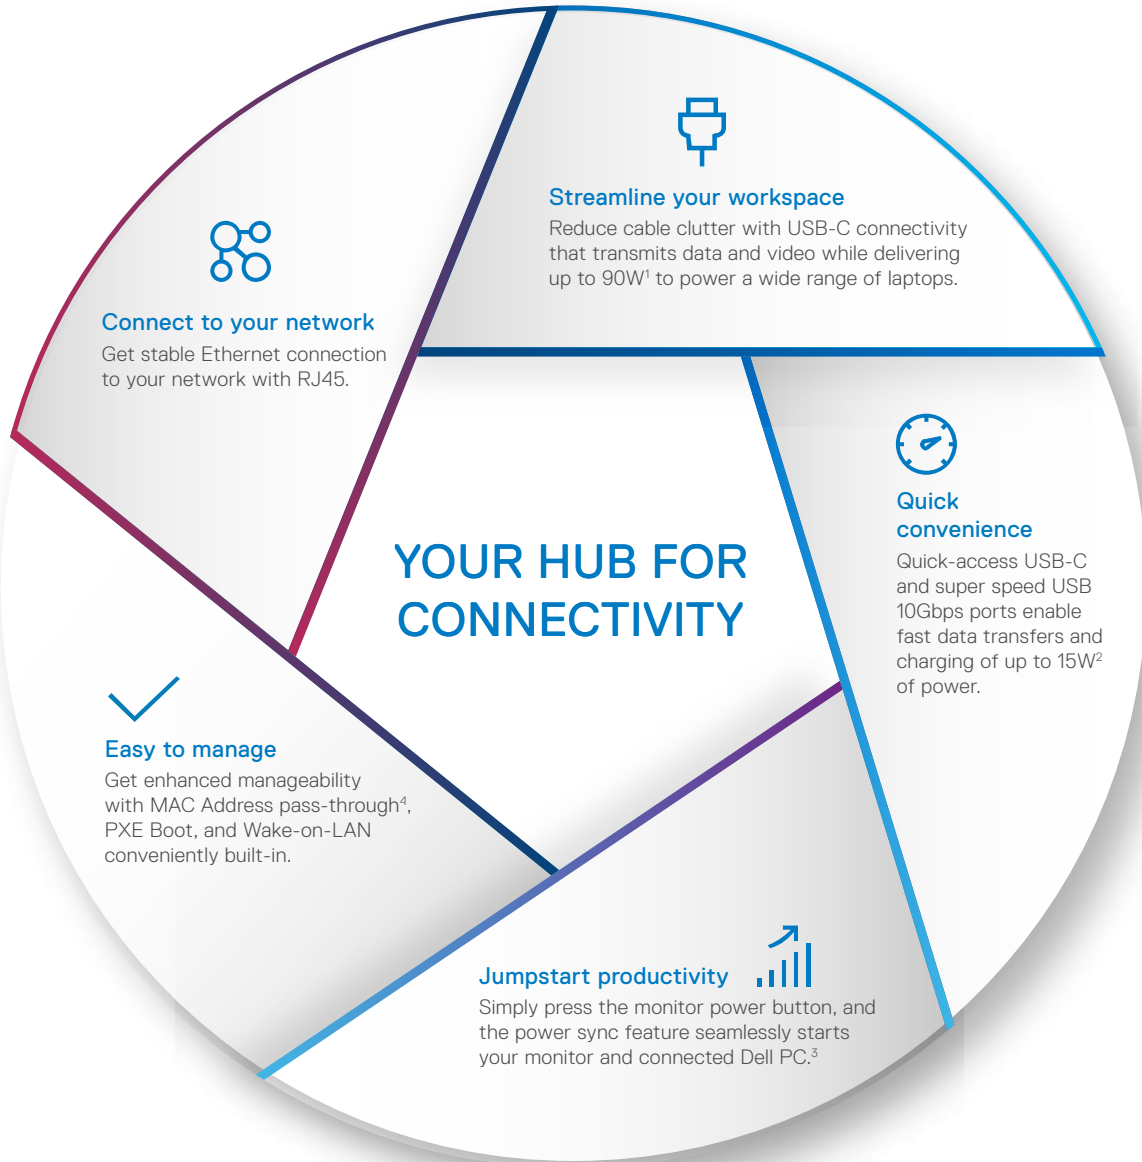 Streamline your workspace
Reduce cable clutter with USB-C connectivity
that transmits data and video while delivering
up to 90W¹ to power a wide range of laptops.
Connect to your network
Get stable Ethernet connection
to your network with RJ45.
Quick
convenience
Quick-access USB-C
and super speed USB
10Gbps ports enable
fast data transfers and
charging of up to 15W²
of power.
YOUR HUB FOR
CONNECTIVITY
Easy to manage
Get enhanced manageability
with MAC Address pass-through⁴,
PXE Boot, and Wake-on-LAN
conveniently built-in.
Jumpstart productivity
Simply press the monitor power button, and
the power sync feature seamlessly starts
your monitor and connected Dell PC.³